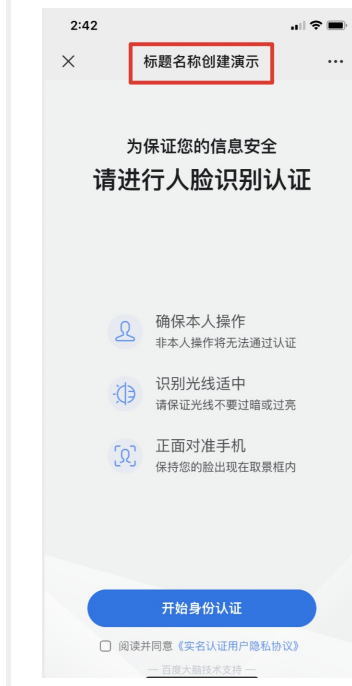 2:42
标题名称创建演示
为保证您的信息安全
请进行人脸识别认证
确保本人操作
非本人操作将无法通过认证
识别光线适中
请保证光线不要过暗或过亮
正面对准手机
保持您的脸出现在取景框内
开始身份认证
阅读并同意《实名认证用户隐私协议》
— 百度大脑技术支持 —